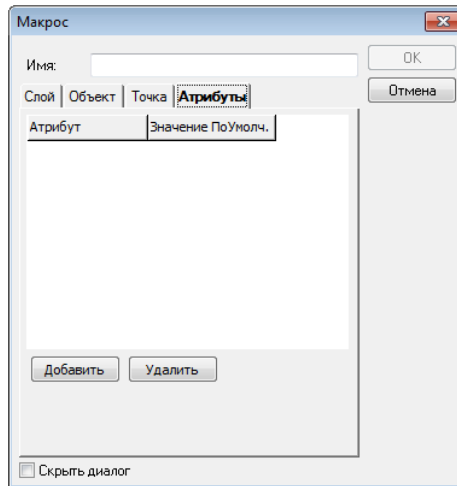 Макрос
Имя:
OK
Слой Объект Точка Атрибуты
Отмена
Атрибут Значение ПоУмолч.
Добавить Удалить
Скрыть диалог